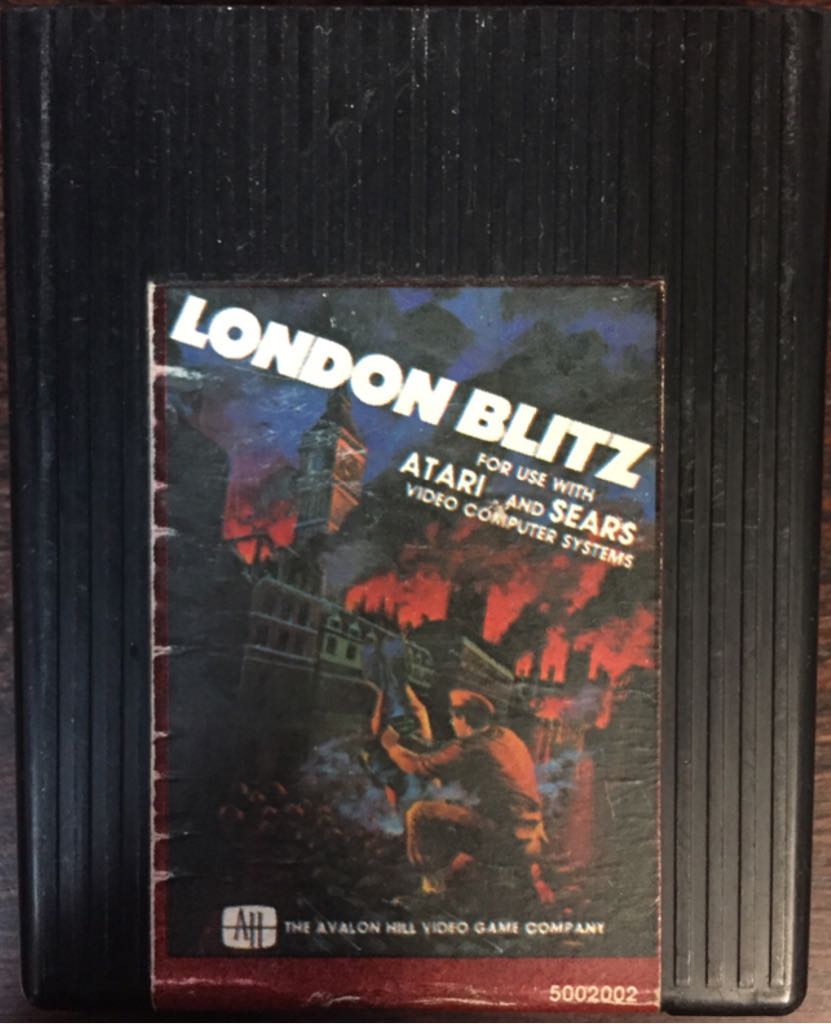 LONDON BLITZ
FOR USE WITH
ATARI AND SEARS
VIDEO COMPUTER SYSTEMS
AH THE AVALON HILL VIDEO GAME COMPANY
5002002